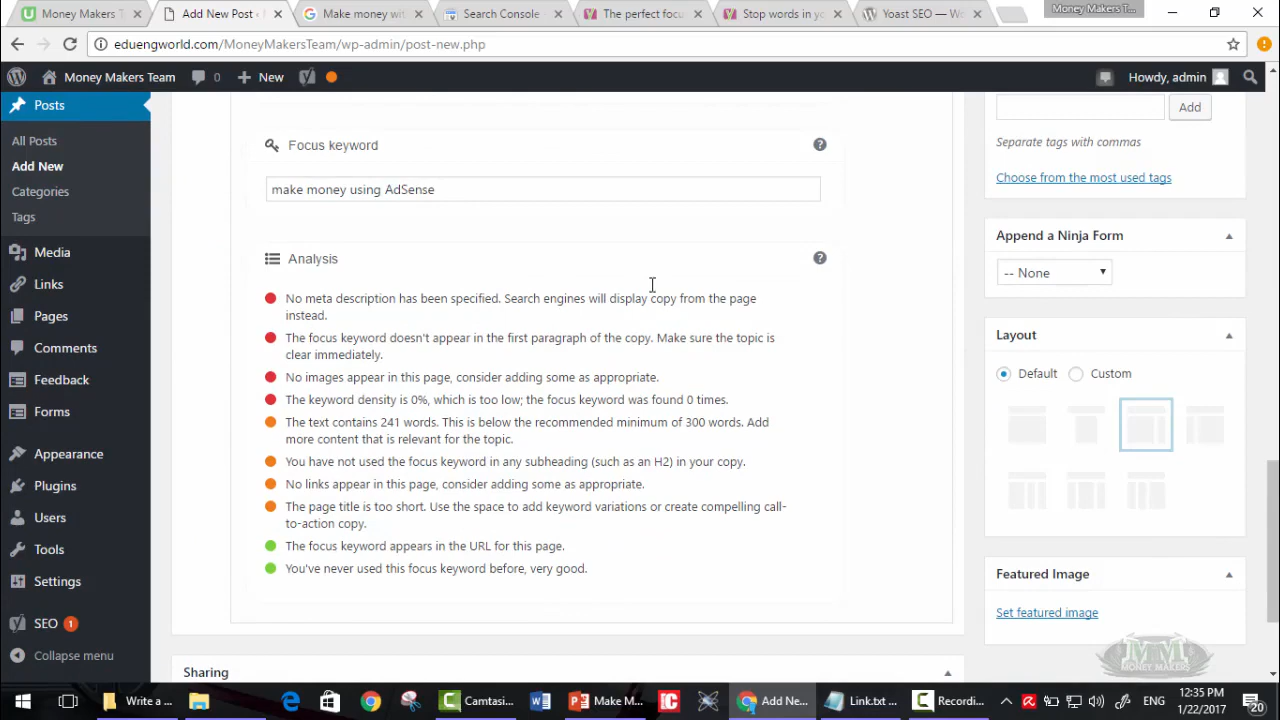 Money Makers T
Add New Post ‹
Make money with
Search Console
The perfect foc
Stop words in yo
Yoast SEO — Wo
Money Makers T...
eduengworld.com/MoneyMakersTeam/wp-admin/post-new.php
Money Makers Team
0
New
Howdy, admin
Posts
All Posts
Add New
Categories
Tags
Media
Links
Pages
Comments
Feedback
Forms
Appearance
Plugins
Users
Tools
Settings
SEO 1
Collapse menu
Focus keyword
make money using AdSense
Analysis
No meta description has been specified. Search engines will display copy from the page
instead.
The focus keyword doesn't appear in the first paragraph of the copy. Make sure the topic is
clear immediately.
No images appear in this page, consider adding some as appropriate.
The keyword density is 0%, which is too low; the focus keyword was found 0 times.
The text contains 241 words. This is below the recommended minimum of 300 words. Add
more content that is relevant for the topic.
You have not used the focus keyword in any subheading (such as an H2) in your copy.
No links appear in this page, consider adding some as appropriate.
The page title is too short. Use the space to add keyword variations or create compelling call-
to-action copy.
The focus keyword appears in the URL for this page.
You've never used this focus keyword before, very good.
Sharing
Add
Separate tags with commas
Choose from the most used tags
Append a Ninja Form
-- None
Layout
Default
Custom
Featured Image
Set featured image
MM
MONEY MAKERS
Write a ...
Camtasi...
Make M...
Add Ne...
Link.txt ...
Recordi...
ENG
12:35 PM
1/22/2017
20